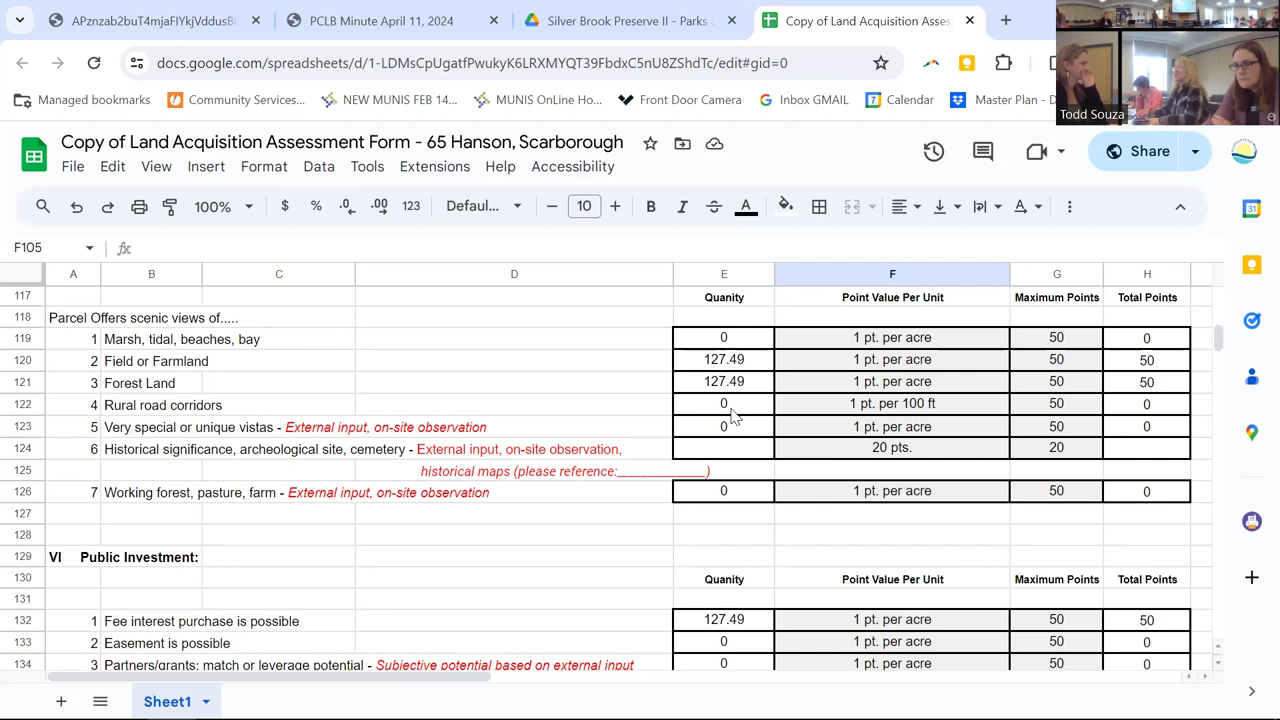 APznzab2buT4mjaFIYkjVddusB
PCLB Minute April 11, 2024
Silver Brook Preserve II - Parks a
Copy of Land Acquisition Asses
docs.google.com/spreadsheets/d/1-LDMsCpUgatfPwukyK6LRXMYQT39FbdxC5nU8ZShdTc/edit#gid=0
Managed bookmarks
Community Services...
NEW MUNIS FEB 14...
MUNIS OnLine Ho...
Front Door Camera
Inbox GMAIL
Calendar
Master Plan - D
Todd Souza
Copy of Land Acquisition Assessment Form - 65 Hanson, Scarborough
Share
File Edit View Insert Format Data Tools Extensions Help Accessibility
100% $ % .0 .00 123 Defaul... 10 B I S A
F105 fx
A B C D E F G H
117 Quanity Point Value Per Unit Maximum Points Total Points
118 Parcel Offers scenic views of.....
119 1 Marsh, tidal, beaches, bay 0 1 pt. per acre 50 0
120 2 Field or Farmland 127.49 1 pt. per acre 50 50
121 3 Forest Land 127.49 1 pt. per acre 50 50
122 4 Rural road corridors 0 1 pt. per 100 ft 50 0
123 5 Very special or unique vistas - External input, on-site observation 0 1 pt. per acre 50 0
124 6 Historical significance, archeological site, cemetery - External input, on-site observation, 20 pts. 20
125 historical maps (please reference:_____________)
126 7 Working forest, pasture, farm - External input, on-site observation 0 1 pt. per acre 50 0
127
128
129 VI Public Investment:
130 Quanity Point Value Per Unit Maximum Points Total Points
131
132 1 Fee interest purchase is possible 127.49 1 pt. per acre 50 50
133 2 Easement is possible 0 1 pt. per acre 50 0
134 3 Partners/grants: match or leverage potential - Subjective potential based on external input 0 1 pt. per acre 50 0
Sheet1